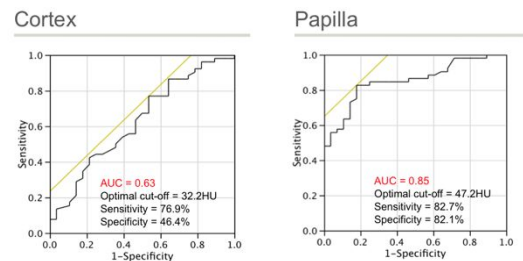 Cortex
1.0
0.8
0.6
0.4
0.2
0.0
Sensitivity
AUC = 0.63
Optimal cut-off = 32.2HU
Sensitivity = 76.9%
Specificity = 46.4%
0.0 0.2 0.4 0.6 0.8 1.0
1-Specificity
Papilla
1.0
0.8
0.6
0.4
0.2
0.0
Sensitivity
AUC = 0.85
Optimal cut-off = 47.2HU
Sensitivity = 82.7%
Specificity = 82.1%
0.0 0.2 0.4 0.6 0.8 1.0
1-Specificity